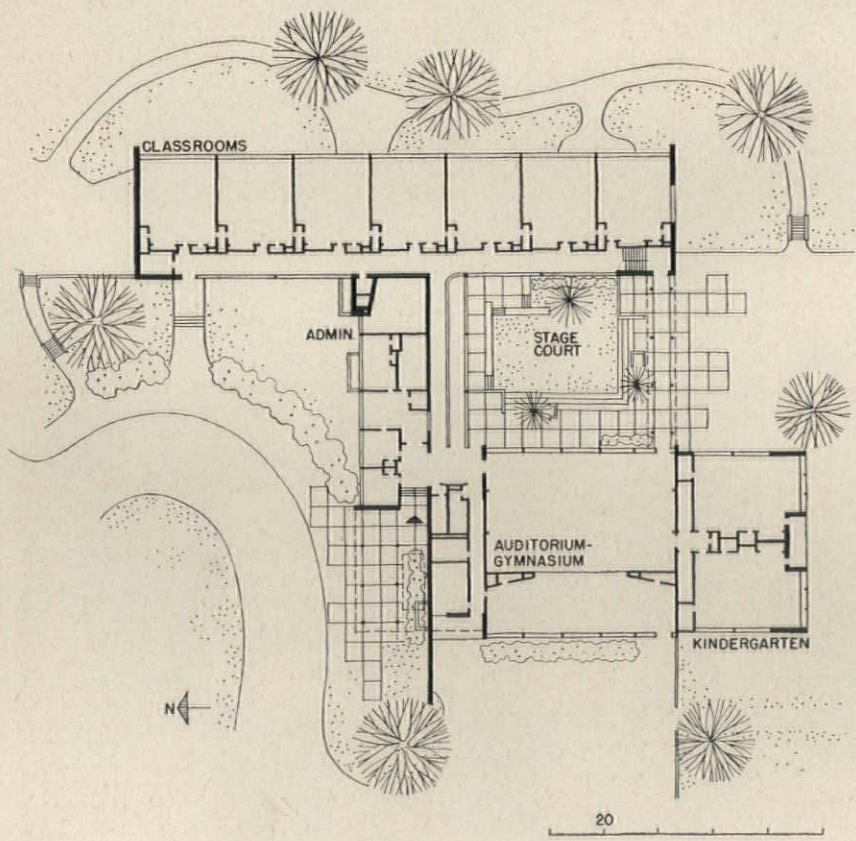 CLASSROOMS
ADMIN.
STAGE
COURT
AUDITORIUM-
GYMNASIUM
KINDERGARTEN
N
20